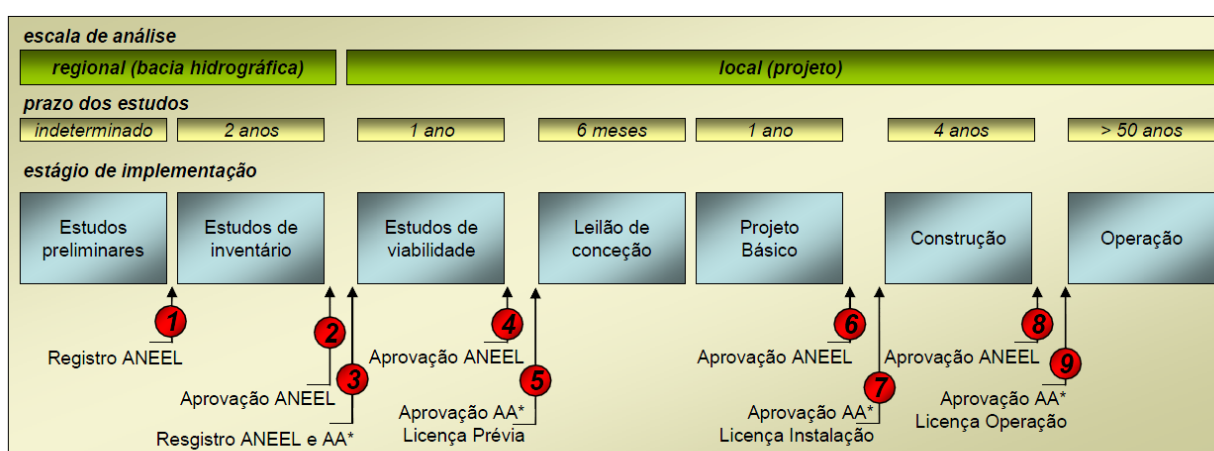 escala de análise
regional (bacia hidrográfica)
local (projeto)
prazo dos estudos
indeterminado
2 anos
1 ano
6 meses
1 ano
4 anos
> 50 anos
estágio de implementação
Estudos
preliminares
Estudos de
inventário
Estudos de
viabilidade
Leilão de
conceção
Projeto
Básico
Construção
Operação
1
Registro ANEEL
2
Aprovação ANEEL
3
Resgistro ANEEL e AA*
4
Aprovação ANEEL
5
Aprovação AA*
Licença Prévia
6
Aprovação ANEEL
7
Aprovação AA*
Licença Instalação
8
Aprovação ANEEL
9
Aprovação AA*
Licença Operação